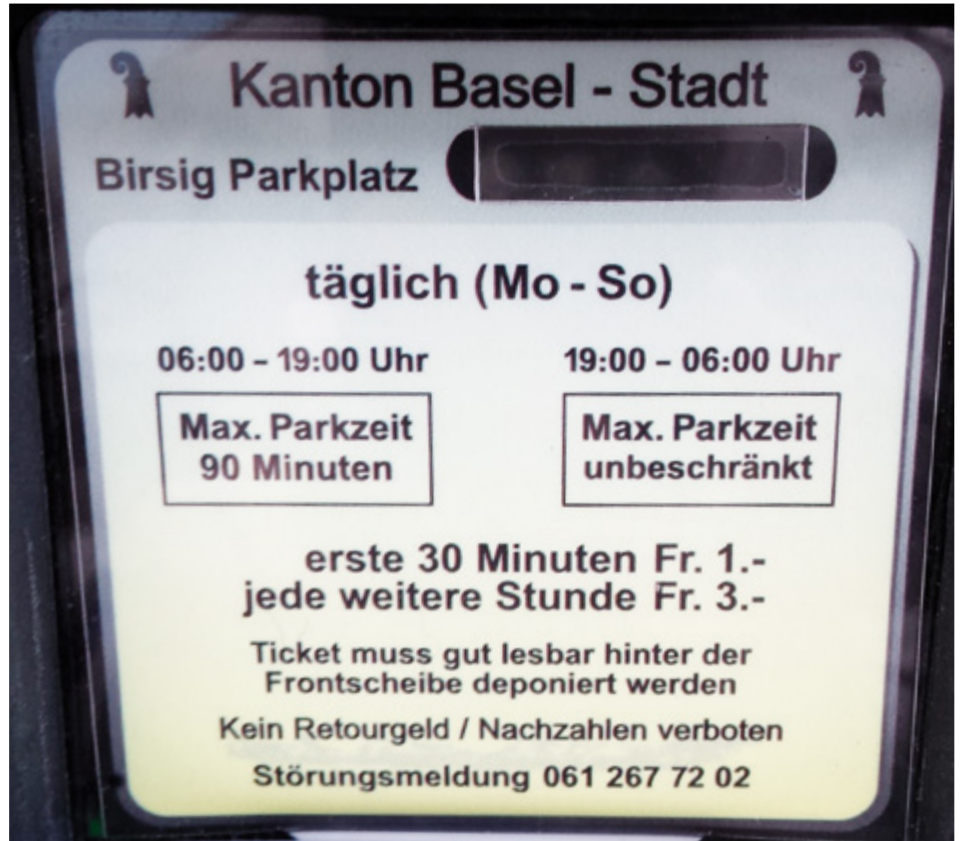 Kanton Basel - Stadt
Birsig Parkplatz
täglich (Mo - So)
06:00 – 19:00 Uhr
Max. Parkzeit
90 Minuten
19:00 – 06:00 Uhr
Max. Parkzeit
unbeschränkt
erste 30 Minuten Fr. 1.-
jede weitere Stunde Fr. 3.-
Ticket muss gut lesbar hinter der
Frontscheibe deponiert werden
Kein Retourgeld / Nachzahlen verboten
Störungsmeldung 061 267 72 02